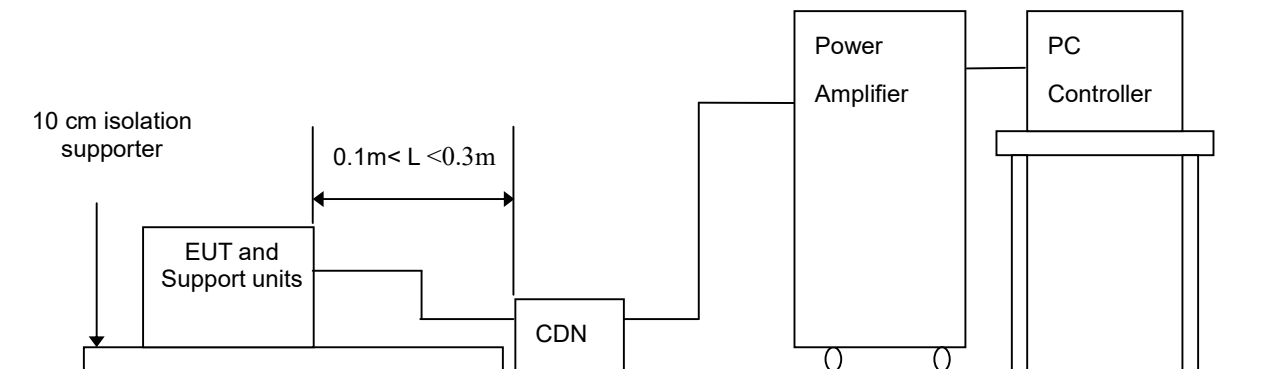 Power
Amplifier
PC
Controller
10 cm isolation
supporter
0.1m< L <0.3m
EUT and
Support units
CDN